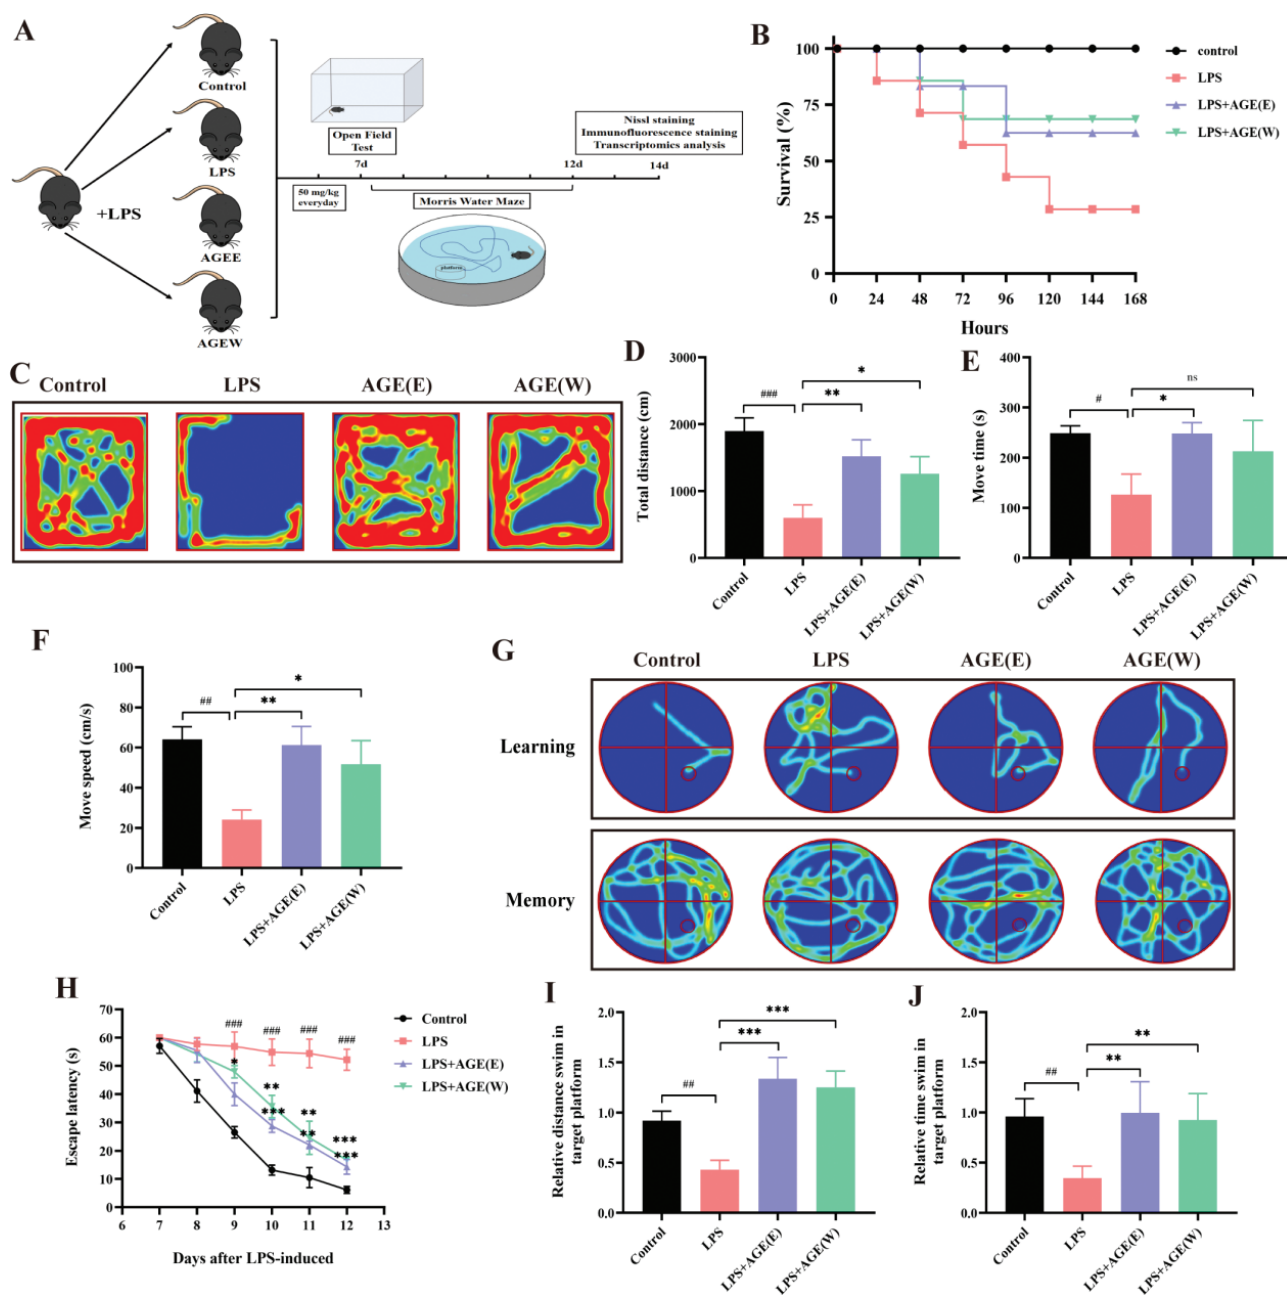 A
Control
LPS
+LPS
AGEE
AGEW
Open Field
Test
7d
50 mg/kg
everyday
Morris Water Maze
platform
12d
Nissl staining
Immunofluorescence staining
Transcriptomics analysis
14d
B
Survival (%)
100
75
50
25
0
0 24 48 72 96 120 144 168
Hours
control
LPS
LPS+AGE(E)
LPS+AGE(W)
C
Control LPS AGE(E) AGE(W)
D
Total distance (cm)
3000
2000
1000
0
### ** *
Control LPS LPS+AGE(E) LPS+AGE(W)
E
Move time (s)
400
300
200
100
0
# * ns
Control LPS LPS+AGE(E) LPS+AGE(W)
F
Move speed (cm/s)
100
80
60
40
20
0
## ** *
Control LPS LPS+AGE(E) LPS+AGE(W)
G
Control LPS AGE(E) AGE(W)
Learning
Memory
H
Escape latency (s)
70
60
50
40
30
20
10
0
6 7 8 9 10 11 12 13
Days after LPS-induced
### ### ### ###
* ** ** ***
*** ** ***
Control
LPS
LPS+AGE(E)
LPS+AGE(W)
I
Relative distance swim in
target platform
2.0
1.5
1.0
0.5
0.0
## *** ***
Control LPS LPS+AGE(E) LPS+AGE(W)
J
Relative time swim in
target platform
2.0
1.5
1.0
0.5
0.0
## ** **
Control LPS LPS+AGE(E) LPS+AGE(W)